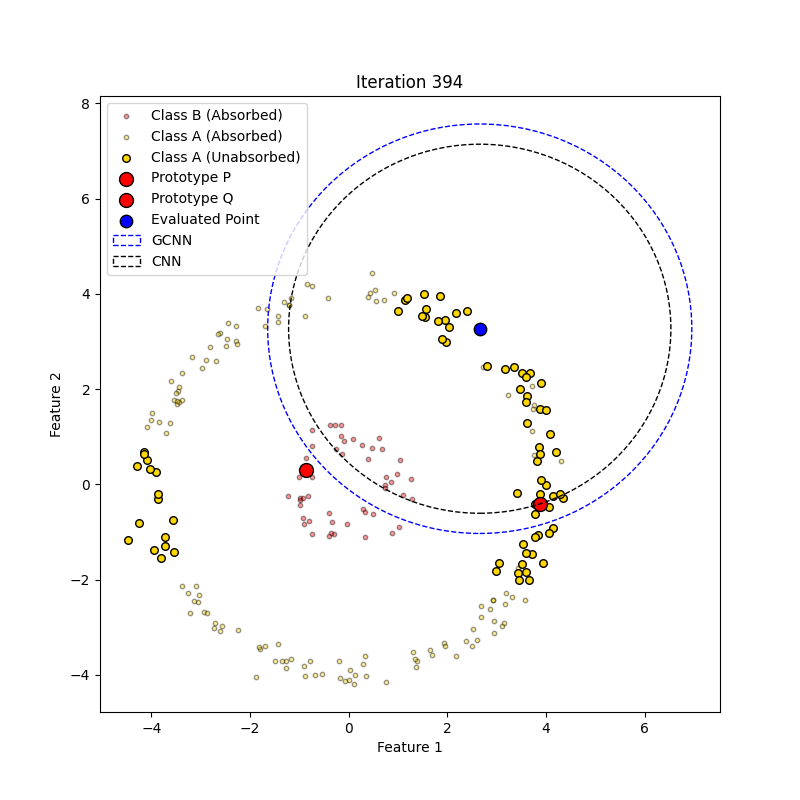 Iteration 394
Class B (Absorbed)
Class A (Absorbed)
Class A (Unabsorbed)
Prototype P
Prototype Q
Evaluated Point
GCNN
CNN
8
6
4
2
0
−2
−4
Feature 2
−4 −2 0 2 4 6
Feature 1